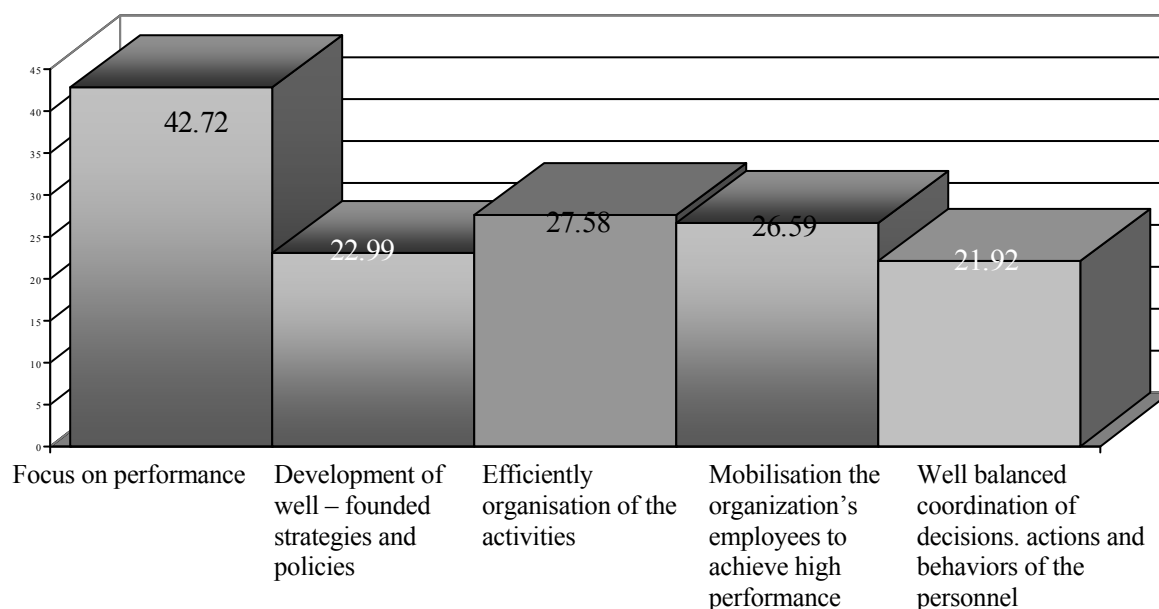 45
40
35
30
25
20
15
10
5
0
42.72
22.99
27.58
26.59
21.92
Focus on performance
Development of
well – founded
strategies and
policies
Efficiently
organisation of the
activities
Mobilisation the
organization’s
employees to
achieve high
performance
Well balanced
coordination of
decisions. actions and
behaviors of the
personnel